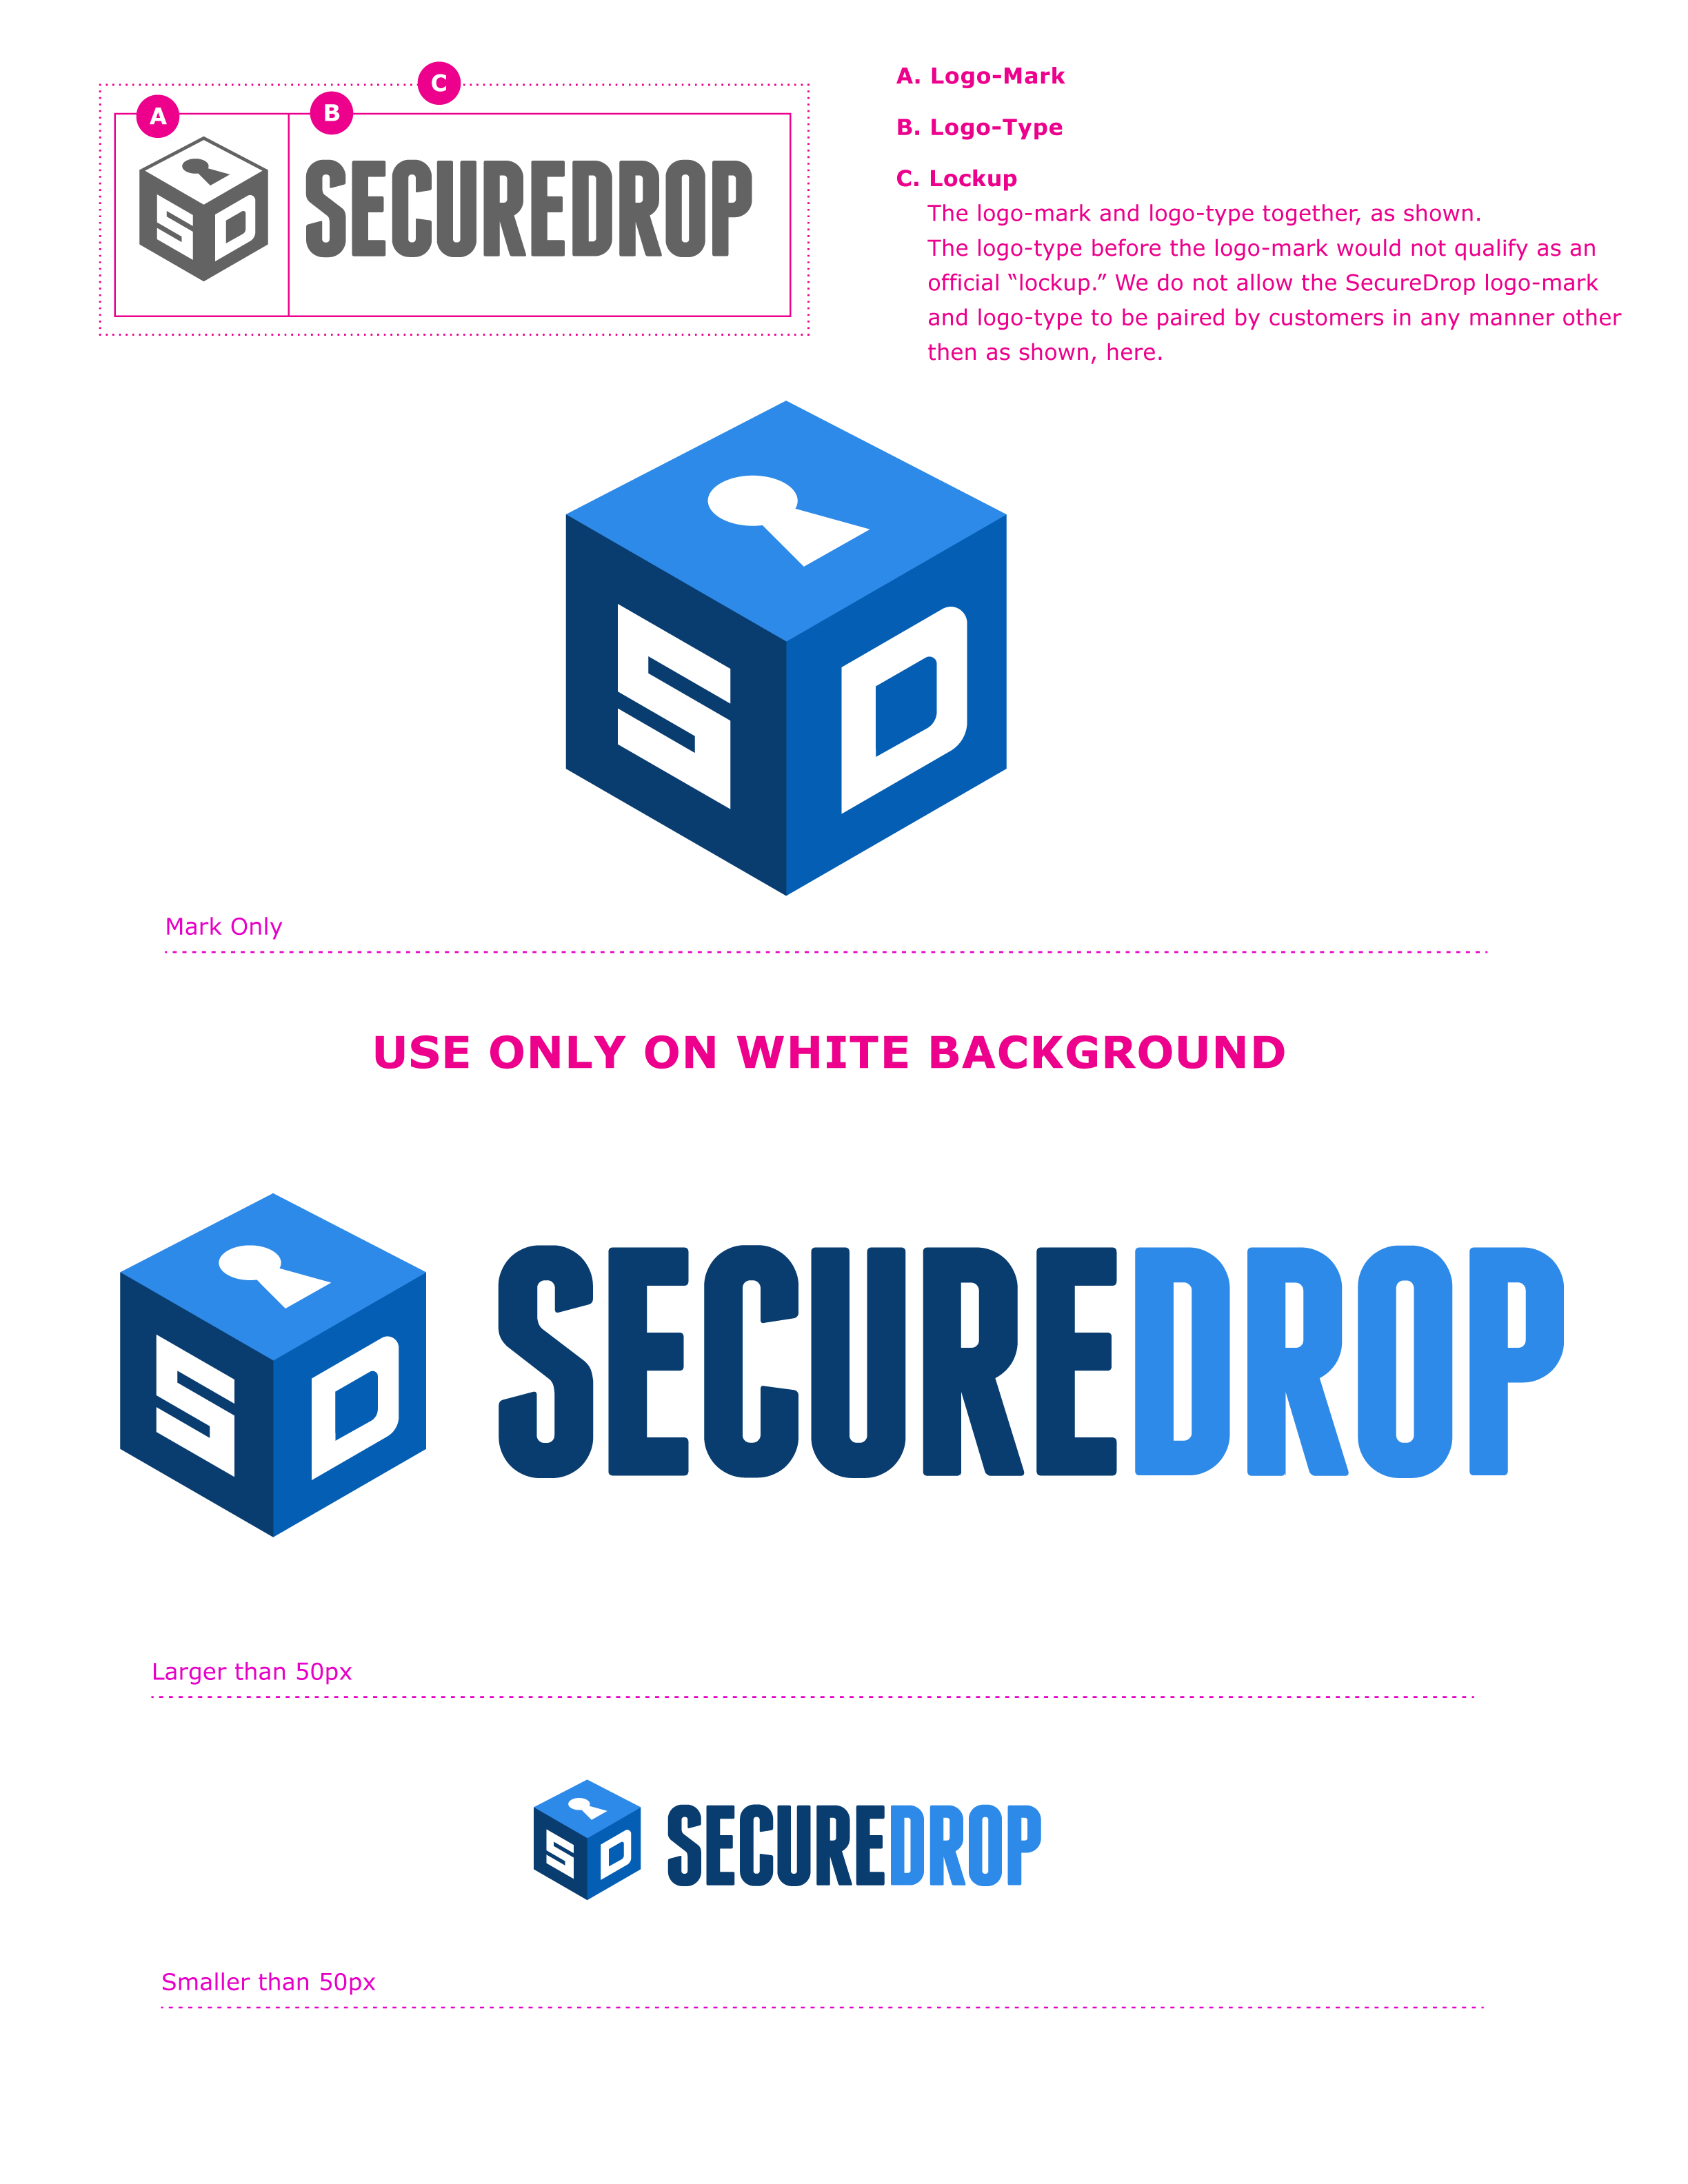 C
A
B
S D
SECUREDROP
A. Logo-Mark
B. Logo-Type
C. Lockup
The logo-mark and logo-type together, as shown.
The logo-type before the logo-mark would not qualify as an
official “lockup.” We do not allow the SecureDrop logo-mark
and logo-type to be paired by customers in any manner other
then as shown, here.
S D
Mark Only
USE ONLY ON WHITE BACKGROUND
S D
SECUREDROP
Larger than 50px
S D
SECUREDROP
Smaller than 50px